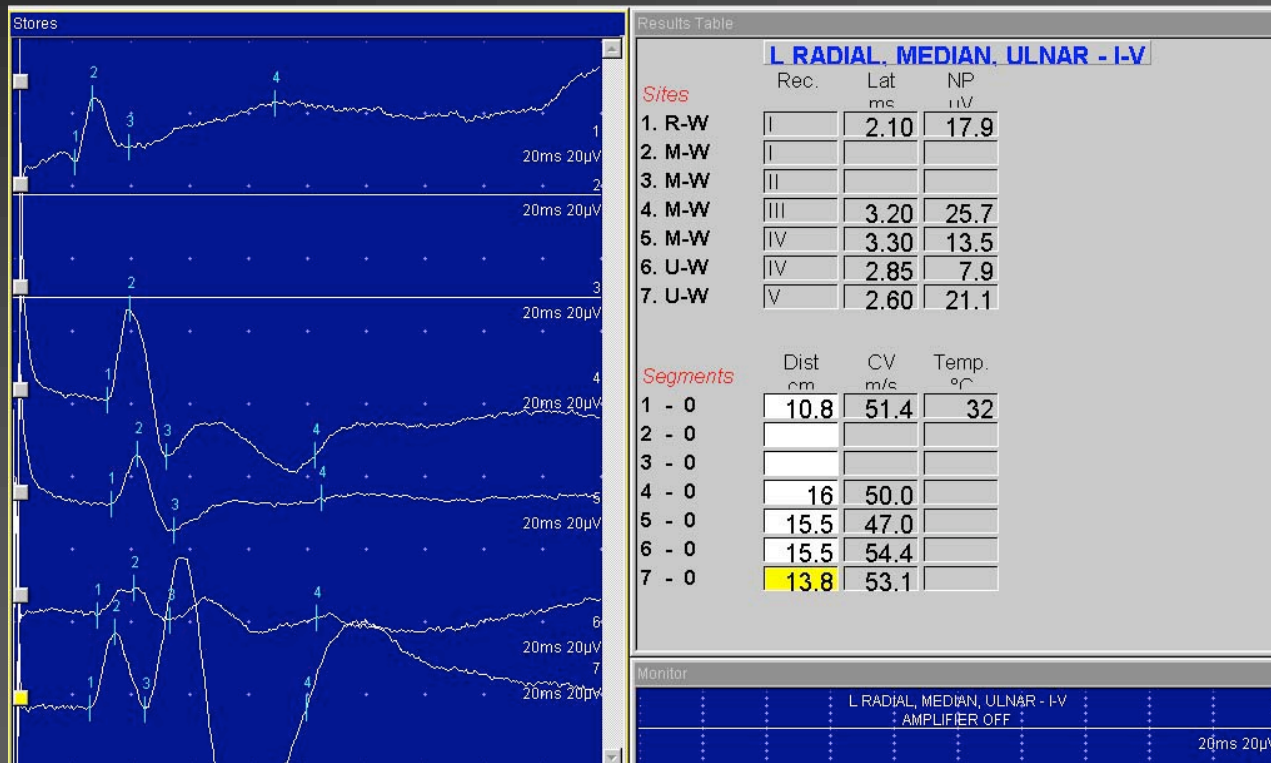 Stores
2
4
1
3
1
20ms 20µV
2
20ms 20µV
2
3
20ms 20µV
1
4
20ms 20µV
2
3
4
1
3
4
5
20ms 20µV
2
1
2
3
4
6
20ms 20µV
7
1
3
4
20ms 20µV
Results Table
L RADIAL, MEDIAN, ULNAR - I-V
Sites Rec. Lat NP
ms µV
1. R-W I 2.10 17.9
2. M-W I
3. M-W II
4. M-W III 3.20 25.7
5. M-W IV 3.30 13.5
6. U-W IV 2.85 7.9
7. U-W V 2.60 21.1
Segments Dist CV Temp.
cm m/s °C
1 - 0 10.8 51.4 32
2 - 0
3 - 0
4 - 0 16 50.0
5 - 0 15.5 47.0
6 - 0 15.5 54.4
7 - 0 13.8 53.1
Monitor
L RADIAL, MEDIAN, ULNAR - I-V
AMPLIFIER OFF
20ms 20µV